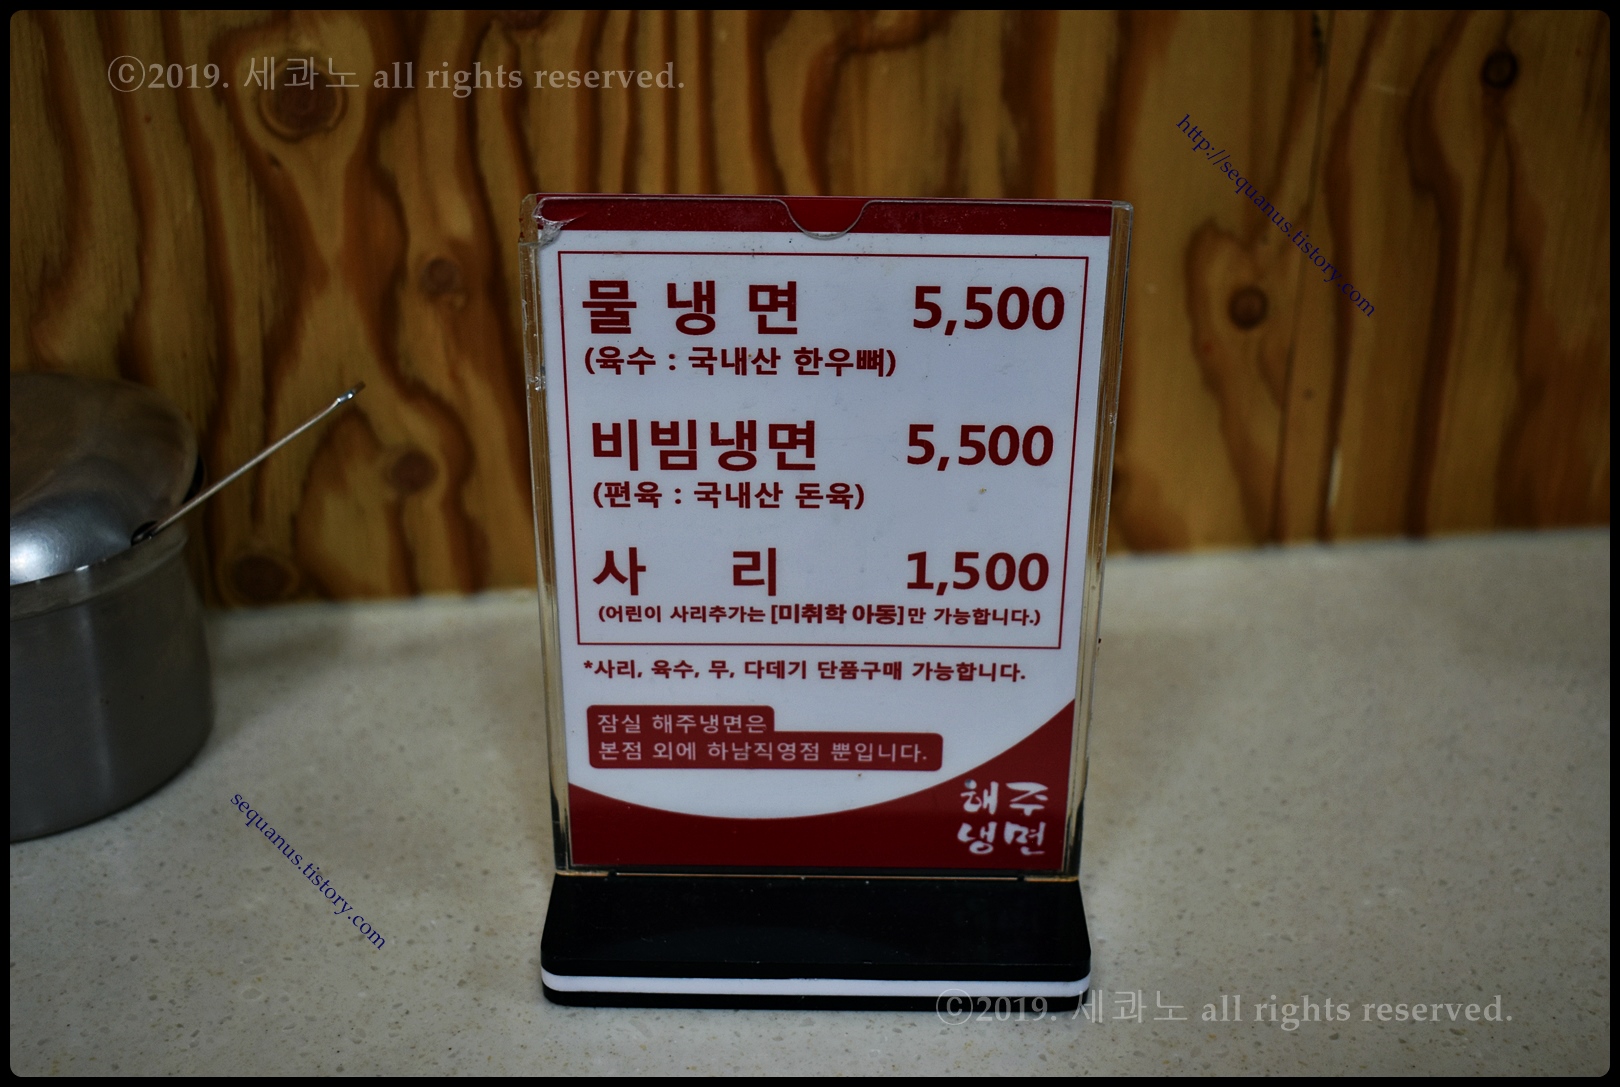 ⓒ2019. 세콰노 all rights reserved.
http://sequanus.tistory.com
물 냉 면 5,500
(육수 : 국내산 한우뼈)
비빔냉면 5,500
(편육 : 국내산 돈육)
사 리 1,500
(어린이 사리추가는 [미취학 아동]만 가능합니다.)
*사리, 육수, 무, 다데기 단품구매 가능합니다.
잠실 해주냉면은
본점 외에 하남직영점 뿐입니다.
해주
냉면
sequanus.tistory.com
ⓒ2019. 세콰노 all rights reserved.